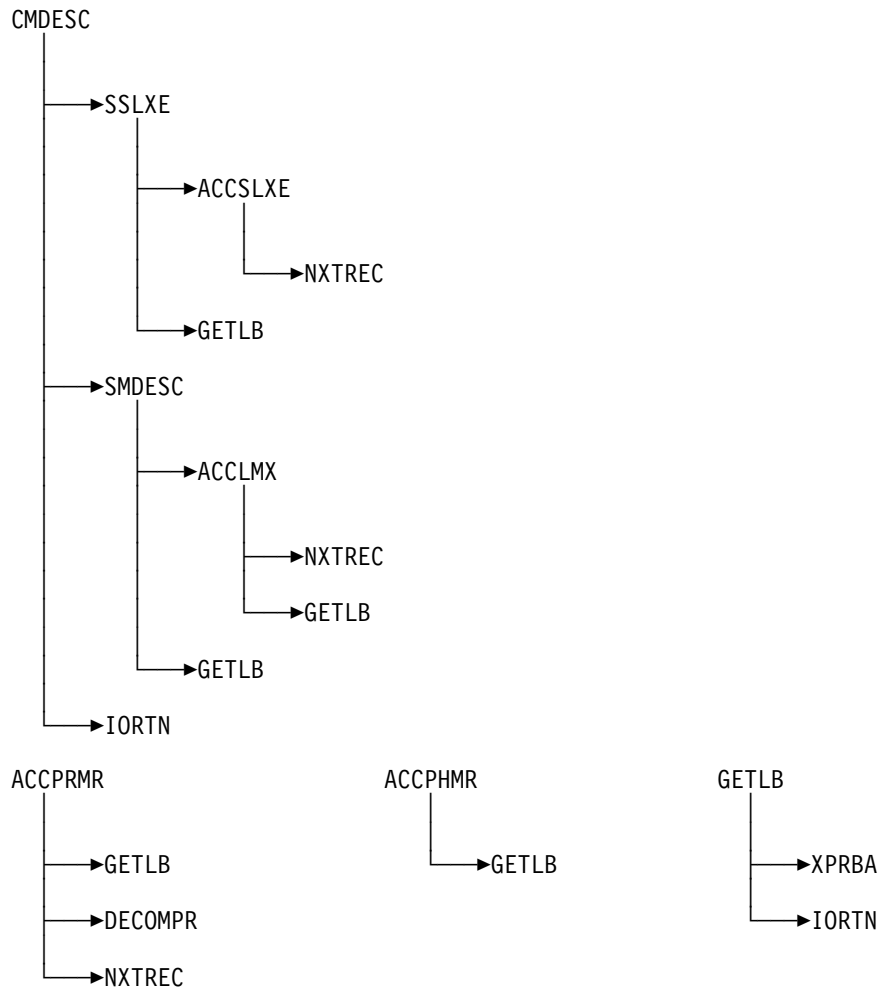 CMDESC
SSLXE
ACCSLXE
NXTREC
GETLB
SMDESC
ACCLMX
NXTREC
GETLB
GETLB
IORTN
ACCPRMR ACCPHMR GETLB
GETLB GETLB XPRBA
DECOMPR IORTN
NXTREC